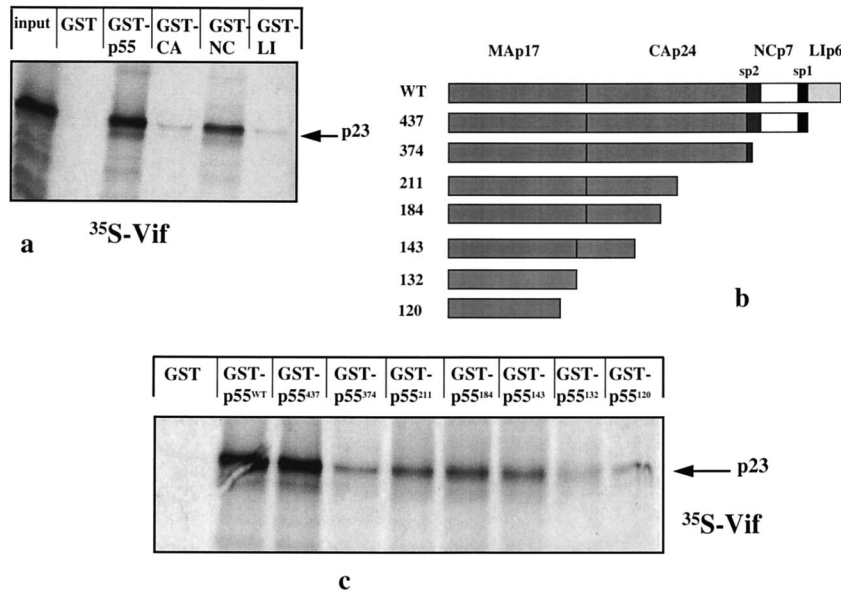 input GST GST- GST- GST- GST-
p55 CA NC LI
p23
³⁵S-Vif
a
MAp17 CAp24 NCp7 LIp6
sp2 sp1
WT
437
374
211
184
143
132
120
b
GST GST- GST- GST- GST- GST- GST- GST- GST-
p55ᵂᵀ p55⁴³⁷ p55³⁷⁴ p55²¹¹ p55¹⁸⁴ p55¹⁴³ p55¹³² p55¹²⁰
p23
³⁵S-Vif
c